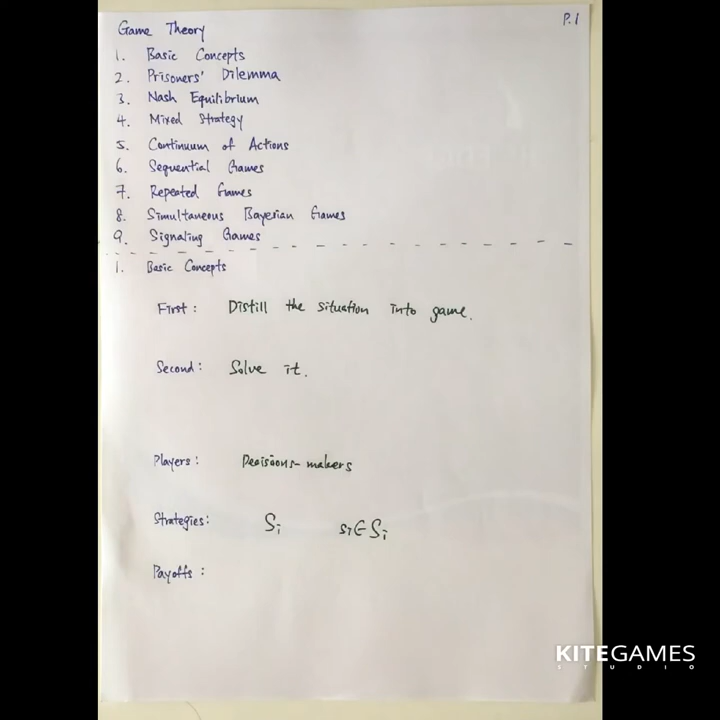 P.1
Game Theory
1. Basic Concepts
2. Prisoners' Dilemma
3. Nash Equilibrium
4. Mixed Strategy
5. Continuum of Actions
6. Sequential Games
7. Repeated Games
8. Simultaneous Bayesian Games
9. Signaling Games
1. Basic Concepts
First: Distill the situation into game.
Second: Solve it.
Players: Decisions-makers
Strategies: Si si∈Si
Payoffs:
KITEGAMES
STUDIO